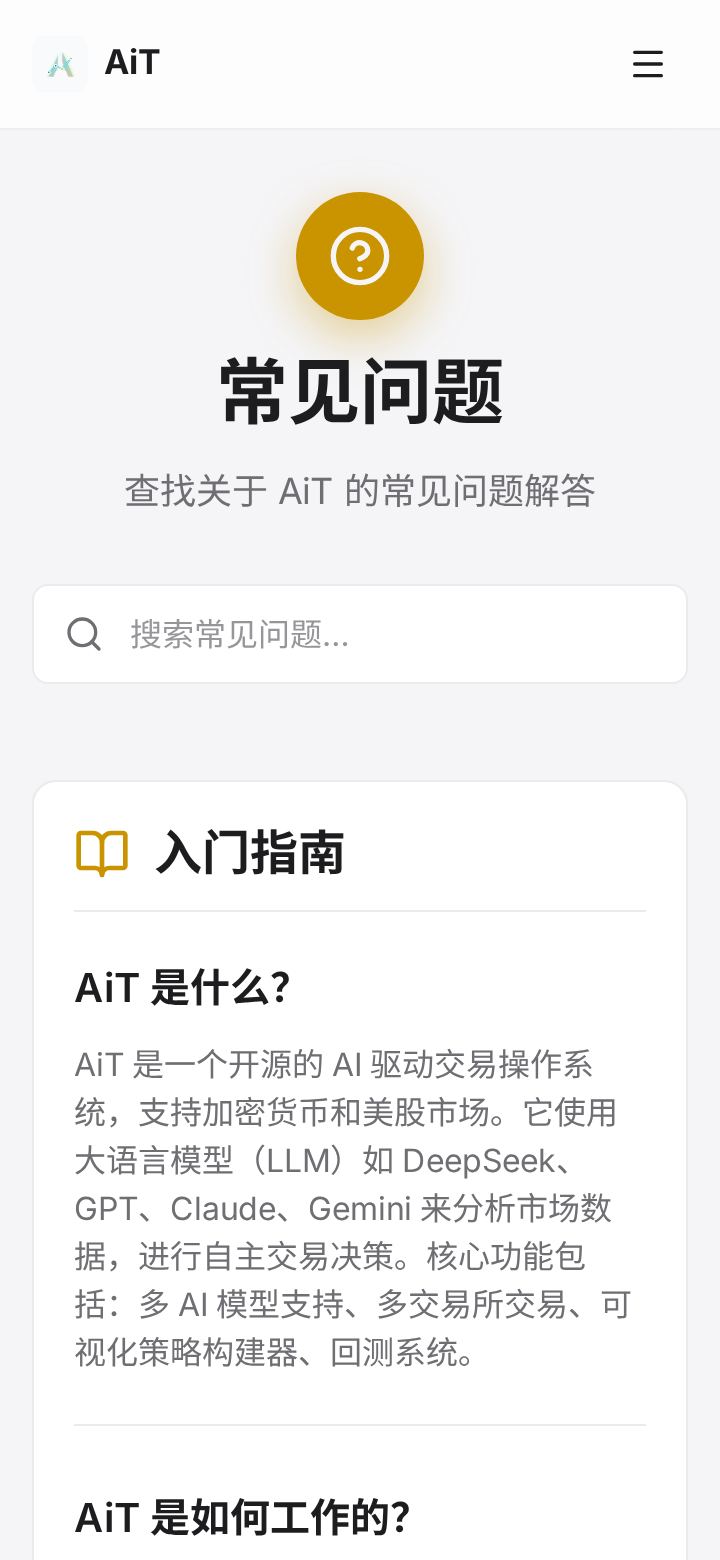 AiT
常见问题
查找关于 AiT 的常见问题解答
搜索常见问题...
入门指南
AiT 是什么？
AiT 是一个开源的 AI 驱动交易操作系
统，支持加密货币和美股市场。它使用
大语言模型（LLM）如 DeepSeek、
GPT、Claude、Gemini 来分析市场数
据，进行自主交易决策。核心功能包
括：多 AI 模型支持、多交易所交易、可
视化策略构建器、回测系统。
AiT 是如何工作的？